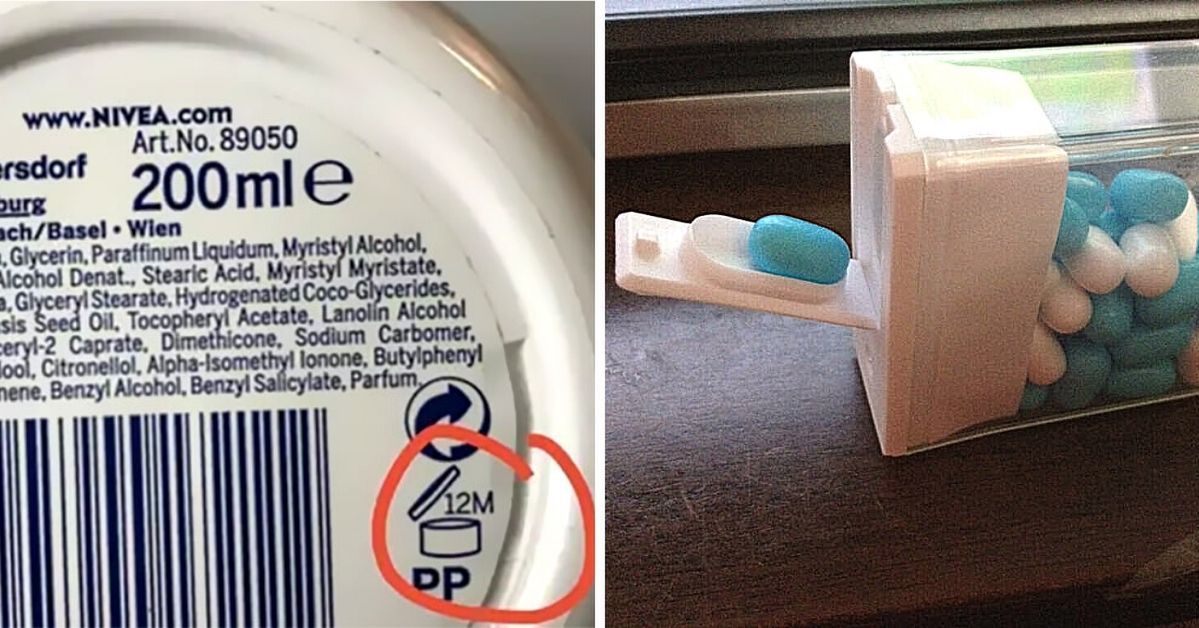 www.NIVEA.com
Art.No. 89050
ersdorf 200ml e
burg
ach/Basel • Wien
, Glycerin, Paraffinum Liquidum, Myristyl Alcohol,
Alcohol Denat., Stearic Acid, Myristyl Myristate,
, Glyceryl Stearate, Hydrogenated Coco-Glycerides,
sis Seed Oil, Tocopheryl Acetate, Lanolin Alcohol
ceryl-2 Caprate, Dimethicone, Sodium Carbomer,
lool, Citronellol, Alpha-Isomethyl Ionone, Butylphenyl
nene, Benzyl Alcohol, Benzyl Salicylate, Parfum.
12M
PP